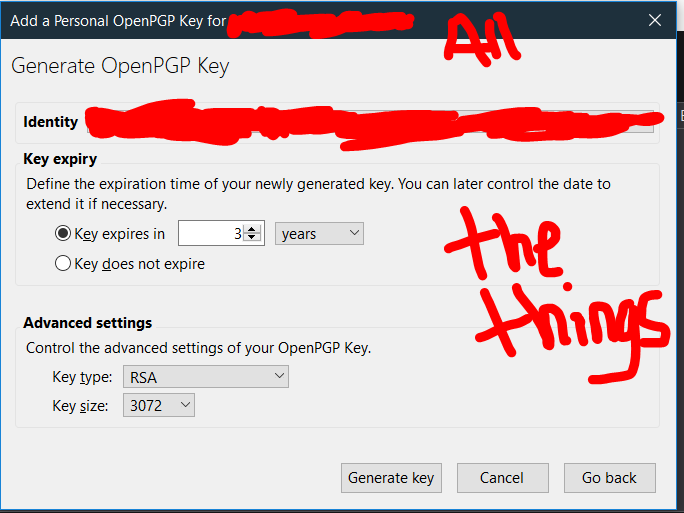 Add a Personal OpenPGP Key for
All
Generate OpenPGP Key
Identity
Key expiry
Define the expiration time of your newly generated key. You can later control the date to
extend it if necessary.
Key expires in 3 years
Key does not expire
the
things
Advanced settings
Control the advanced settings of your OpenPGP Key.
Key type: RSA
Key size: 3072
Generate key Cancel Go back